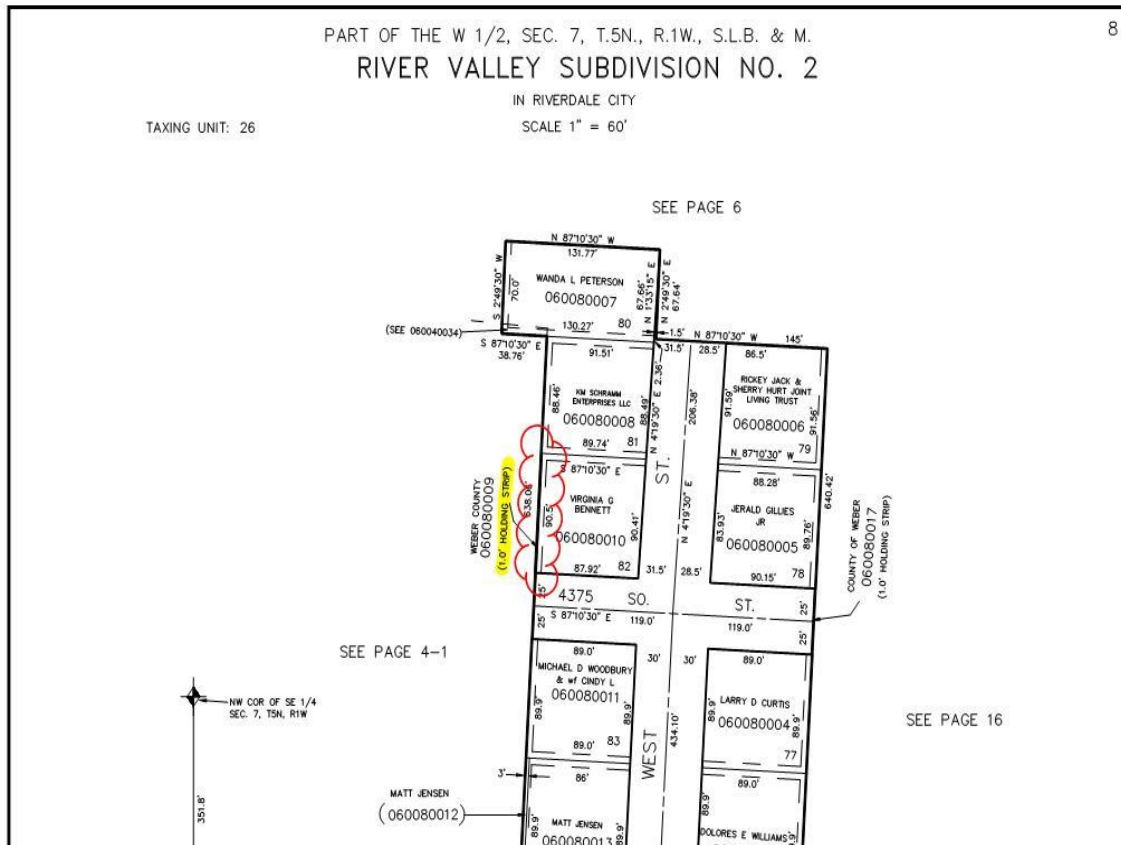 8
PART OF THE W 1/2, SEC. 7, T.5N., R.1W., S.L.B. & M.
RIVER VALLEY SUBDIVISION NO. 2
IN RIVERDALE CITY
TAXING UNIT: 26
SCALE 1" = 60'
SEE PAGE 6
N 87°10'30" W
131.77'
S 2°49'30" W
70.0'
WANDA L PETERSON
060080007
67.66'
N 1°33'15" E
N 2°49'30" E
67.64'
(SEE 060040034)
130.27'
80
1.5'
N 87°10'30" W
145'
S 87°10'30" E
38.76'
91.51'
31.5'
28.5'
86.5'
88.46'
KM SCHRAMM
ENTERPRISES LLC
060080008
88.49'
N 4°19'30" E 2.36'
206.38'
91.59'
RICKEY JACK &
SHERRY HURT JOINT
LIVING TRUST
060080006
91.56'
89.74'
81
79
S 87°10'30" E
ST.
N 87°10'30" W
88.28'
WEBER COUNTY
060080009
(1.0' HOLDING STRIP)
638.06'
90.5'
VIRGINIA G
BENNETT
060080010
90.41'
N 4°19'30" E
83.93'
JERALD GILLIES
JR
060080005
89.76'
640.42'
COUNTY OF WEBER
060080017
(1.0' HOLDING STRIP)
87.92'
82
31.5'
28.5'
90.15'
78
25'
4375 SO. ST.
25'
S 87°10'30" E
119.0'
119.0'
25'
25'
SEE PAGE 4-1
89.0'
30'
30'
89.0'
MICHAEL D WOODBURY
& wf CINDY L
060080011
89.9'
89.9'
LARRY D CURTIS
060080004
89.9'
89.9'
SEE PAGE 16
NW COR OF SE 1/4
SEC. 7, T5N, R1W
89.0'
83
WEST
434.10'
77
3'
86'
89.0'
351.8'
MATT JENSEN
(060080012)
89.9'
MATT JENSEN
060080013
89.9'
89.9'
DOLORES E WILLIAMS